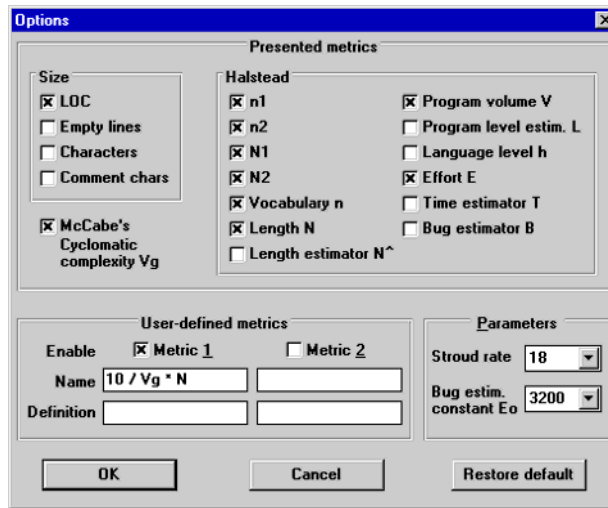 Options
Presented metrics
Size
LOC
Empty lines
Characters
Comment chars
McCabe's
Cyclomatic
complexity Vg
Halstead
n1
n2
N1
N2
Vocabulary n
Length N
Length estimator N^
Program volume V
Program level estim. L
Language level h
Effort E
Time estimator T
Bug estimator B
User-defined metrics
Enable Metric 1 Metric 2
Name 10 / Vg * N
Definition
Parameters
Stroud rate 18
Bug estim.
constant Eo 3200
OK Cancel Restore default